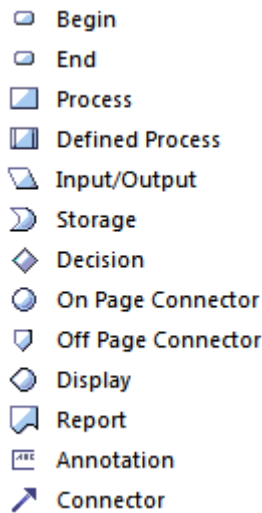 Begin
End
Process
Defined Process
Input/Output
Storage
Decision
On Page Connector
Off Page Connector
Display
Report
Annotation
Connector